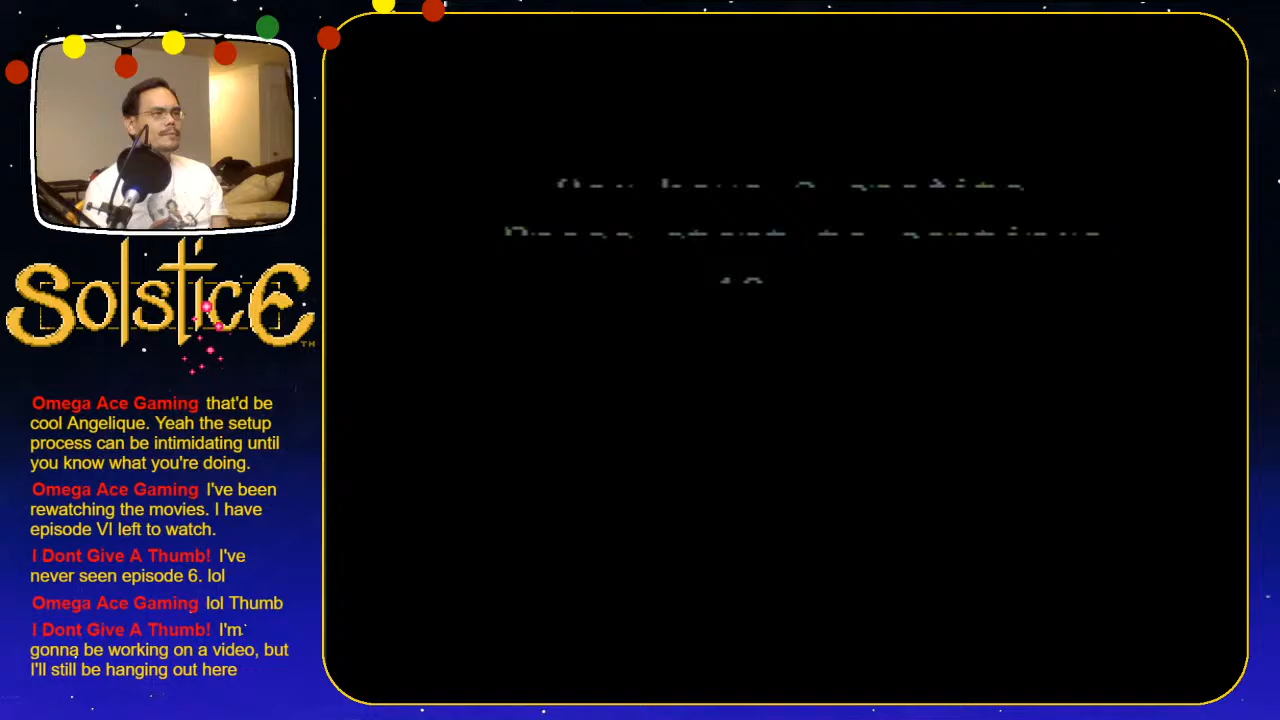 Solstice
TM
Omega Ace Gaming that'd be
cool Angelique. Yeah the setup
process can be intimidating until
you know what you're doing.
Omega Ace Gaming I've been
rewatching the movies. I have
episode VI left to watch.
I Dont Give A Thumb! I've
never seen episode 6. lol
Omega Ace Gaming lol Thumb
I Dont Give A Thumb! I'm
gonna be working on a video, but
I'll still be hanging out here